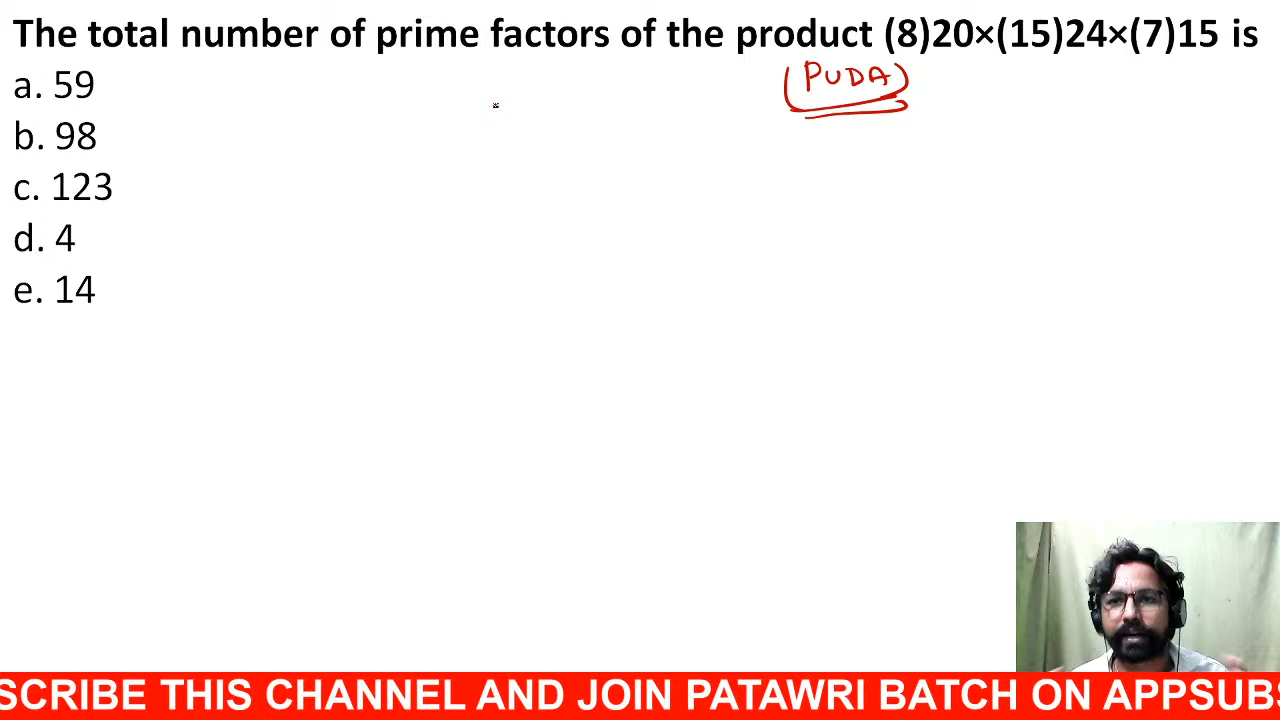 The total number of prime factors of the product (8)20×(15)24×(7)15 is
a. 59
(PUDA)
b. 98
c. 123
d. 4
e. 14
SCRIBE THIS CHANNEL AND JOIN PATAWRI BATCH ON APPSUBS